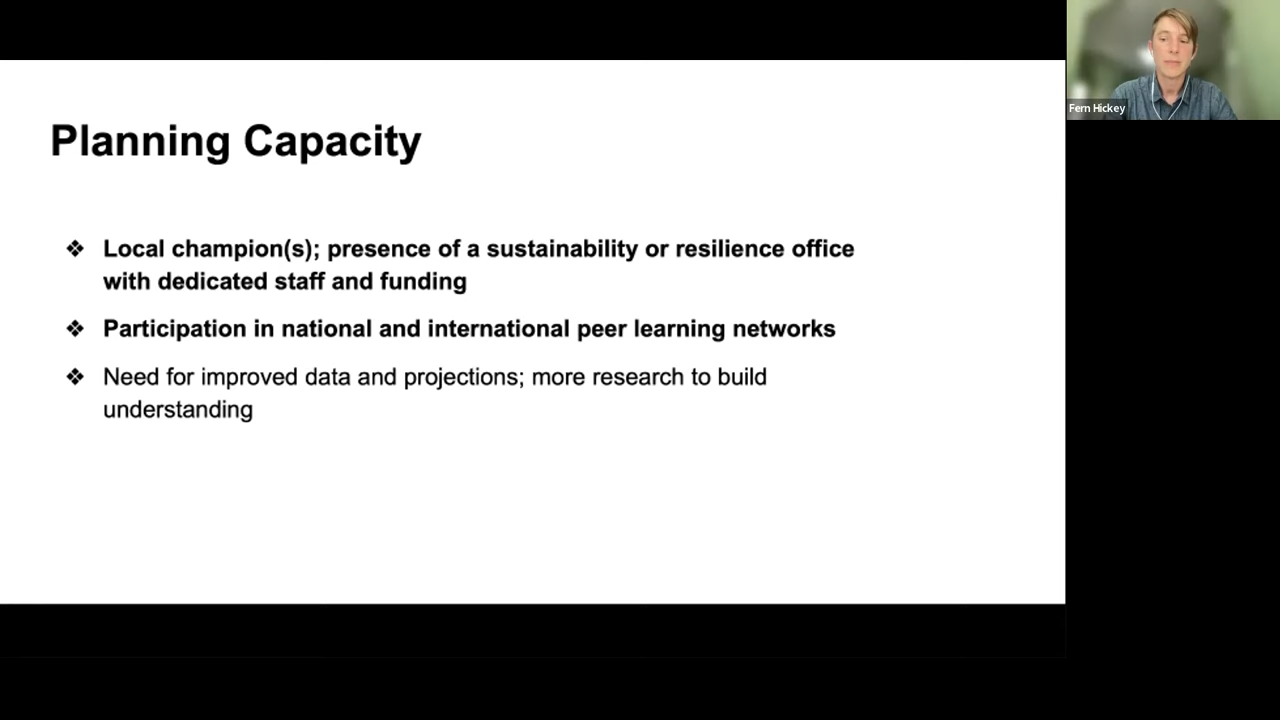 Planning Capacity
❖ Local champion(s); presence of a sustainability or resilience office
with dedicated staff and funding
❖ Participation in national and international peer learning networks
❖ Need for improved data and projections; more research to build
understanding
Fern Hickey